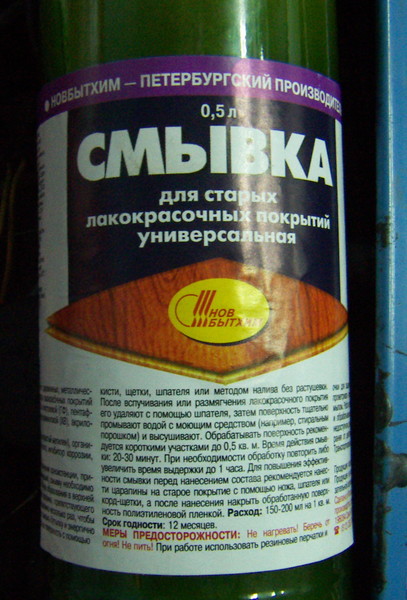 НОВБЫТХИМ — ПЕТЕРБУРГСКИЙ ПРОИЗВОДИТЕЛ
0,5 л
СМЫВКА
для старых
лакокрасочных покрытий
универсальная
НОВ
БЫТХИМ
кисти, щетки, шпателя или методом налива без растушевки.
После вспучивания или размягчения лакокрасочного покрытия
его удаляют с помощью шпателя, затем поверхность тщательно
промывают водой с моющим средством (например, стиральным
порошком) и высушивают. Обрабатывать поверхность рекомен-
дуется короткими участками до 0,5 кв. м. Время действия смыв-
ки: 20-30 минут. При необходимости обработку повторить либо
увеличить время выдержки до 1 часа. Для повышения эффектив-
ности смывки перед нанесением состава рекомендуется нанес-
ти царапины на старое покрытие с помощью ножа, шпателя или
корд-щетки, а после нанесения накрыть обработанную поверх-
ность полиэтиленовой пленкой. Расход: 150-200 мл на 1 кв. м.
Срок годности: 12 месяцев.
МЕРЫ ПРЕДОСТОРОЖНОСТИ: Не нагревать! Беречь от
огня! Не пить! При работе использовать резиновые перчатки и